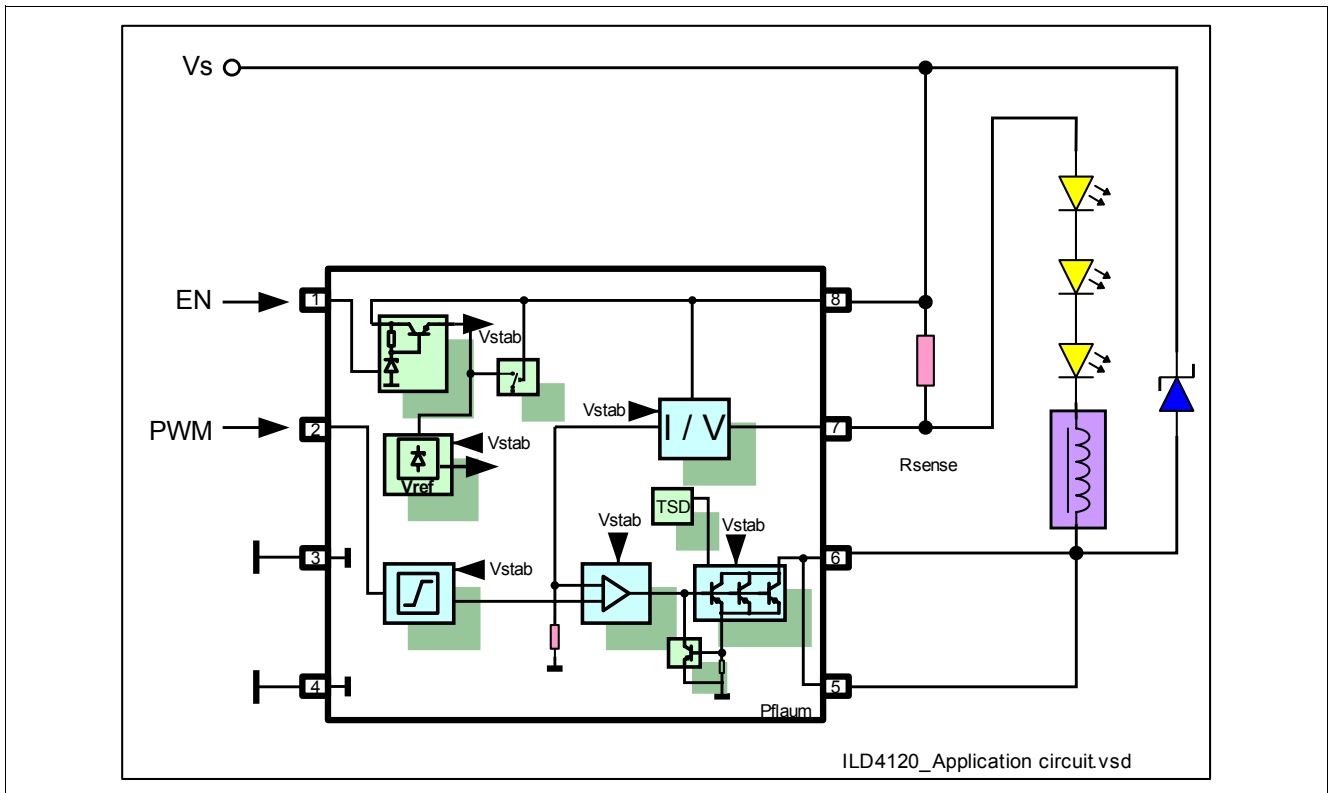 Vs
EN
1
8
Vstab
PWM
2
Vstab
Vstab
I / V
7
Vref
Rsense
TSD
Vstab
Vstab
3
Vstab
6
4
5
Pflaum
ILD4120_Application circuit.vsd